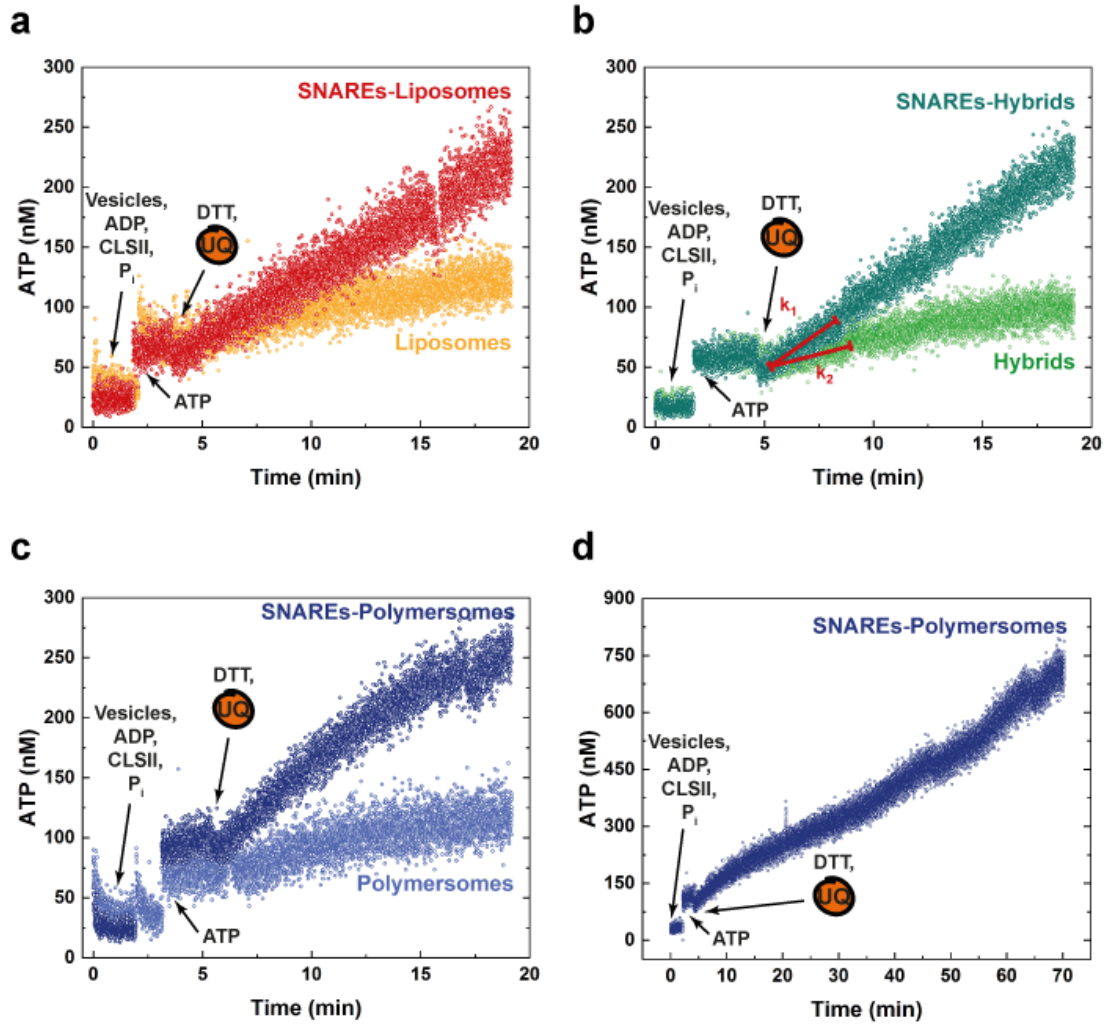 a
300
250
200
150
100
50
0
ATP (nM)
SNAREs-Liposomes
Vesicles,
ADP,
CLSII,
Pi
DTT,
UQ
Liposomes
ATP
0 5 10 15 20
Time (min)
b
300
250
200
150
100
50
0
ATP (nM)
SNAREs-Hybrids
Vesicles,
ADP,
CLSII,
Pi
DTT,
UQ
k1
k2
Hybrids
ATP
0 5 10 15 20
Time (min)
c
300
250
200
150
100
50
0
ATP (nM)
SNAREs-Polymersomes
DTT,
UQ
Vesicles,
ADP,
CLSII,
Pi
Polymersomes
ATP
0 5 10 15 20
Time (min)
d
900
750
600
450
300
150
0
ATP (nM)
SNAREs-Polymersomes
Vesicles,
ADP,
CLSII,
Pi
DTT,
UQ
ATP
0 10 20 30 40 50 60 70
Time (min)